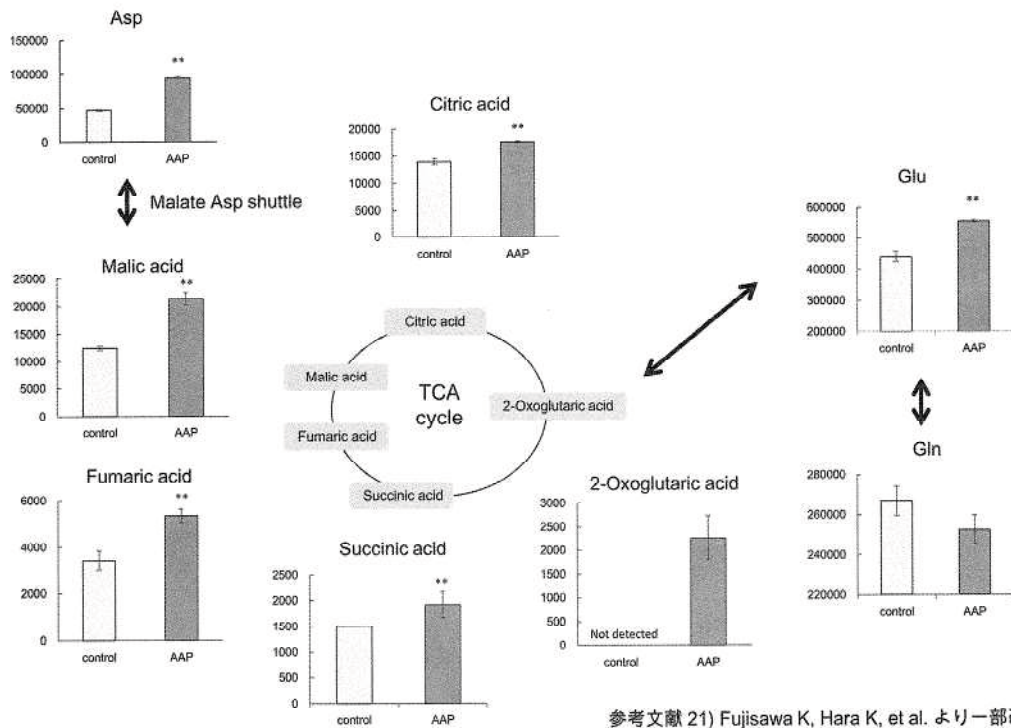 Asp
150000
100000
50000
0
**
control AAP
Malate Asp shuttle
Citric acid
20000
15000
10000
5000
0
**
control AAP
Glu
600000
500000
400000
300000
200000
**
control AAP
Malic acid
25000
20000
15000
10000
5000
0
**
control AAP
Citric acid
Malic acid
TCA
cycle
2-Oxoglutaric acid
Fumaric acid
Succinic acid
Fumaric acid
6000
4000
2000
0
**
control AAP
Succinic acid
2500
2000
1500
1000
500
0
**
control AAP
2-Oxoglutaric acid
3000
2500
2000
1500
1000
500
0
Not detected
control AAP
Gln
280000
260000
240000
220000
control AAP
参考文献 21) Fujisawa K, Hara K, et al. より一部